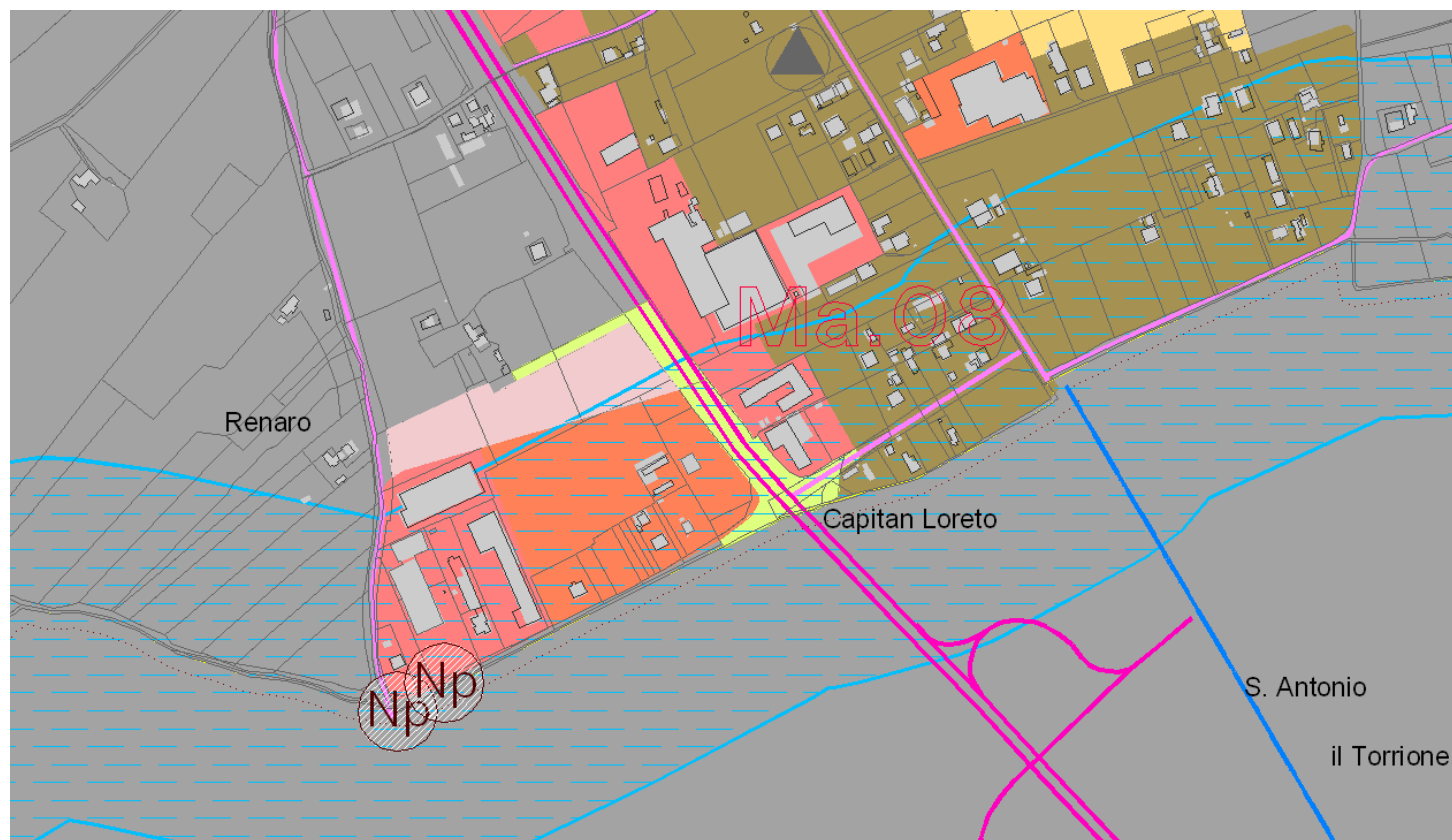 Ma.08
Renaro
Capitan Loreto
Np
Np
S. Antonio
il Torrione